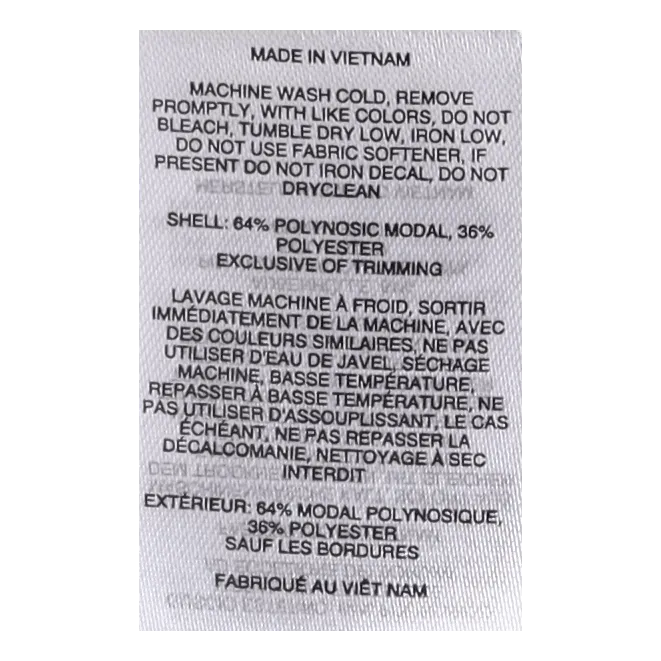 MADE IN VIETNAM
MACHINE WASH COLD, REMOVE
PROMPTLY, WITH LIKE COLORS, DO NOT
BLEACH, TUMBLE DRY LOW, IRON LOW,
DO NOT USE FABRIC SOFTENER, IF
PRESENT DO NOT IRON DECAL, DO NOT
DRYCLEAN
SHELL: 64% POLYNOSIC MODAL, 36%
POLYESTER
EXCLUSIVE OF TRIMMING
LAVAGE MACHINE À FROID, SORTIR
IMMÉDIATEMENT DE LA MACHINE, AVEC
DES COULEURS SIMILAIRES, NE PAS
UTILISER D'EAU DE JAVEL, SÉCHAGE
MACHINE, BASSE TEMPÉRATURE,
REPASSER À BASSE TEMPÉRATURE, NE
PAS UTILISER D'ASSOUPLISSANT, LE CAS
ÉCHÉANT, NE PAS REPASSER LA
DÉCALCOMANIE, NETTOYAGE À SEC
INTERDIT
EXTÉRIEUR: 64% MODAL POLYNOSIQUE,
36% POLYESTER
SAUF LES BORDURES
FABRIQUÉ AU VIÊT NAM